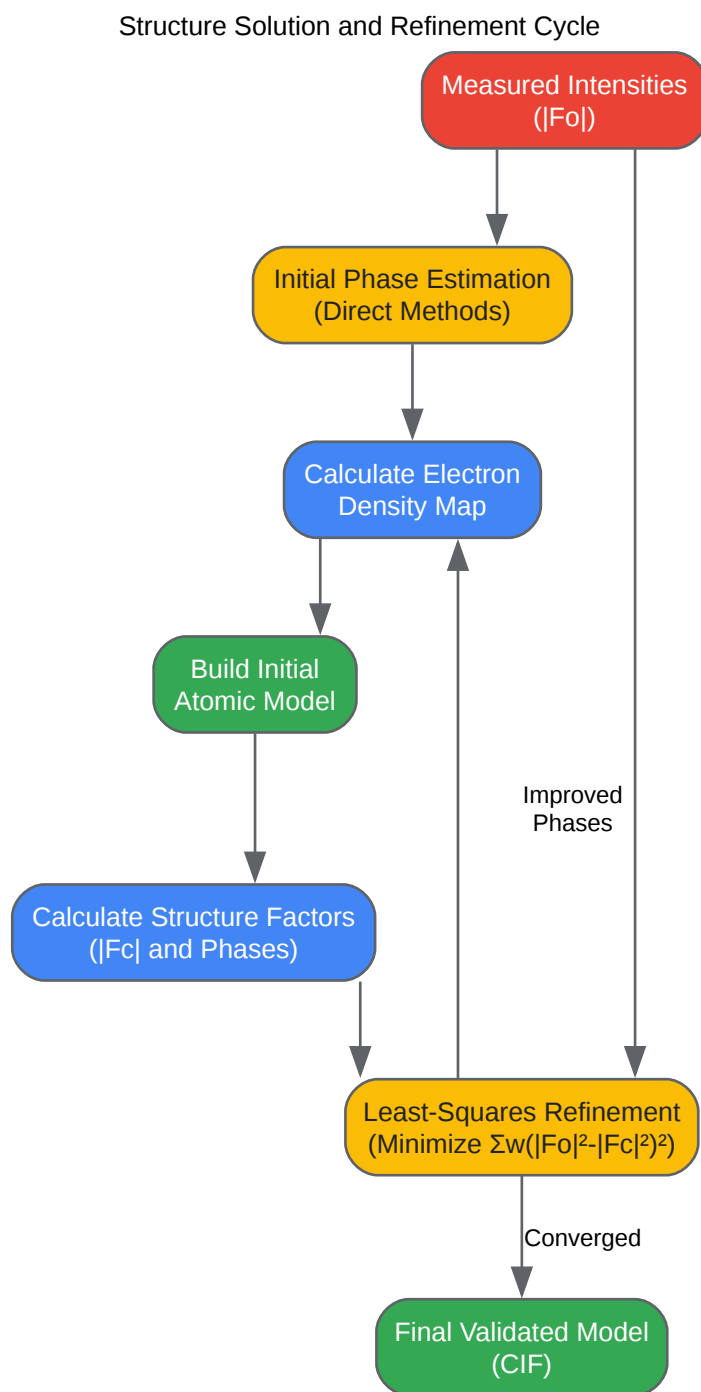 Structure Solution and Refinement Cycle
Measured Intensities
(|Fo|)
Initial Phase Estimation
(Direct Methods)
Calculate Electron
Density Map
Build Initial
Atomic Model
Improved
Phases
Calculate Structure Factors
(|Fc| and Phases)
Least-Squares Refinement
(Minimize Σw(|Fo|²-|Fc|²)²)
Converged
Final Validated Model
(CIF)